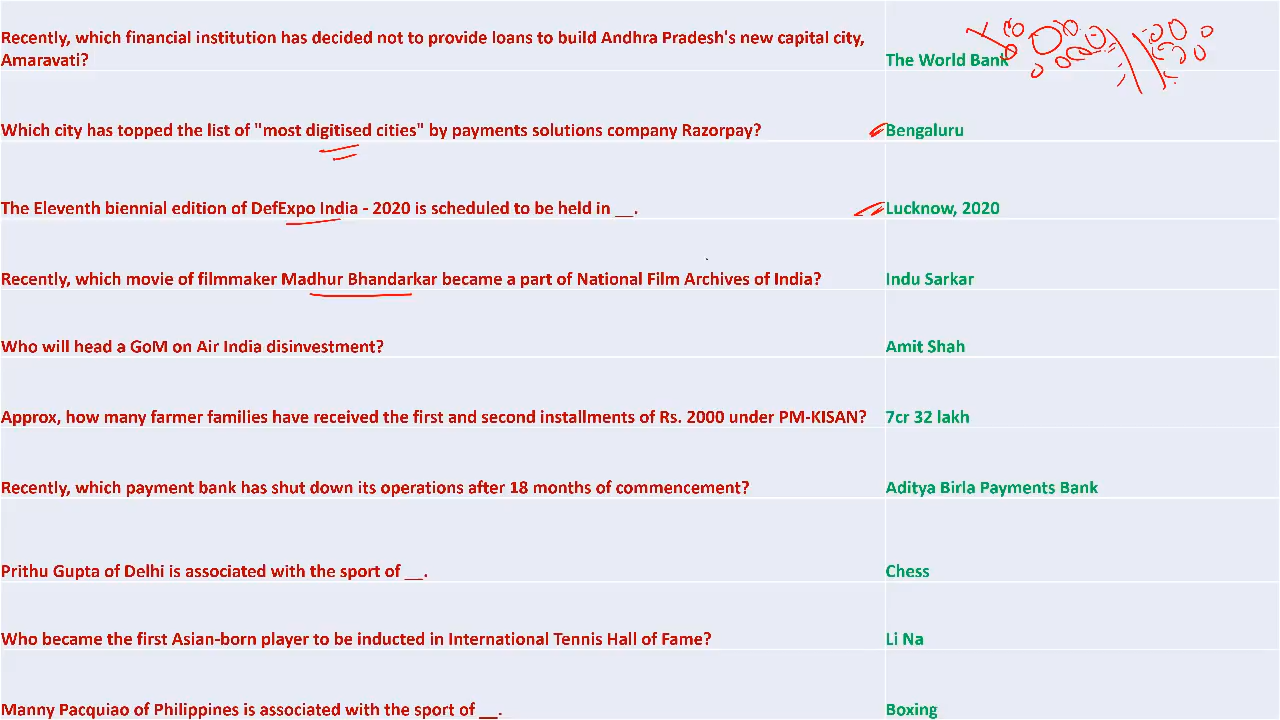 Recently, which financial institution has decided not to provide loans to build Andhra Pradesh's new capital city,
Amaravati?
The World Bank
Which city has topped the list of "most digitised cities" by payments solutions company Razorpay?
Bengaluru
The Eleventh biennial edition of DefExpo India - 2020 is scheduled to be held in __.
Lucknow, 2020
Recently, which movie of filmmaker Madhur Bhandarkar became a part of National Film Archives of India?
Indu Sarkar
Who will head a GoM on Air India disinvestment?
Amit Shah
Approx, how many farmer families have received the first and second installments of Rs. 2000 under PM-KISAN?
7cr 32 lakh
Recently, which payment bank has shut down its operations after 18 months of commencement?
Aditya Birla Payments Bank
Prithu Gupta of Delhi is associated with the sport of __.
Chess
Who became the first Asian-born player to be inducted in International Tennis Hall of Fame?
Li Na
Manny Pacquiao of Philippines is associated with the sport of __.
Boxing